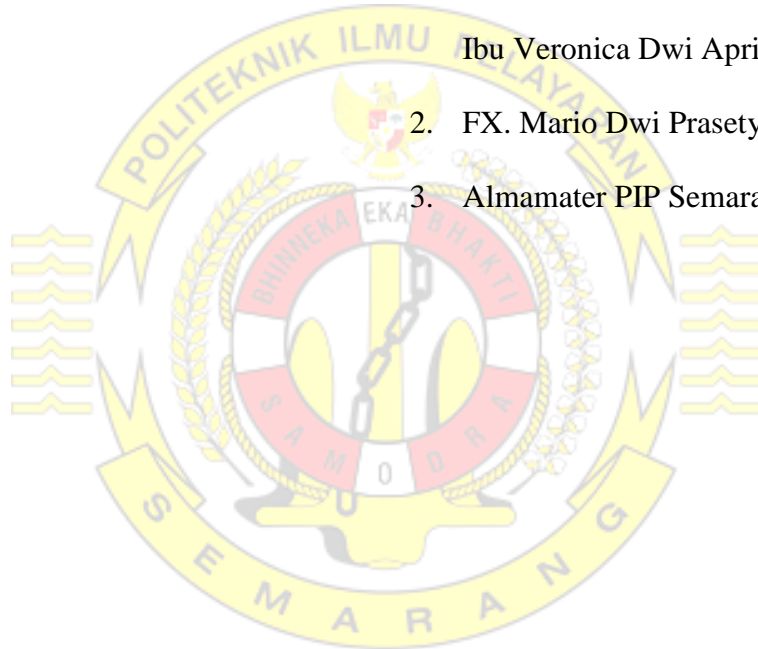 POLITEKNIK ILMU PELAYARAN
Ibu Veronica Dwi Apri
2. FX. Mario Dwi Prasety
3. Almamater PIP Semara
BHINNEKA EKA BHAKTI
SAMODRA
SEMARANG